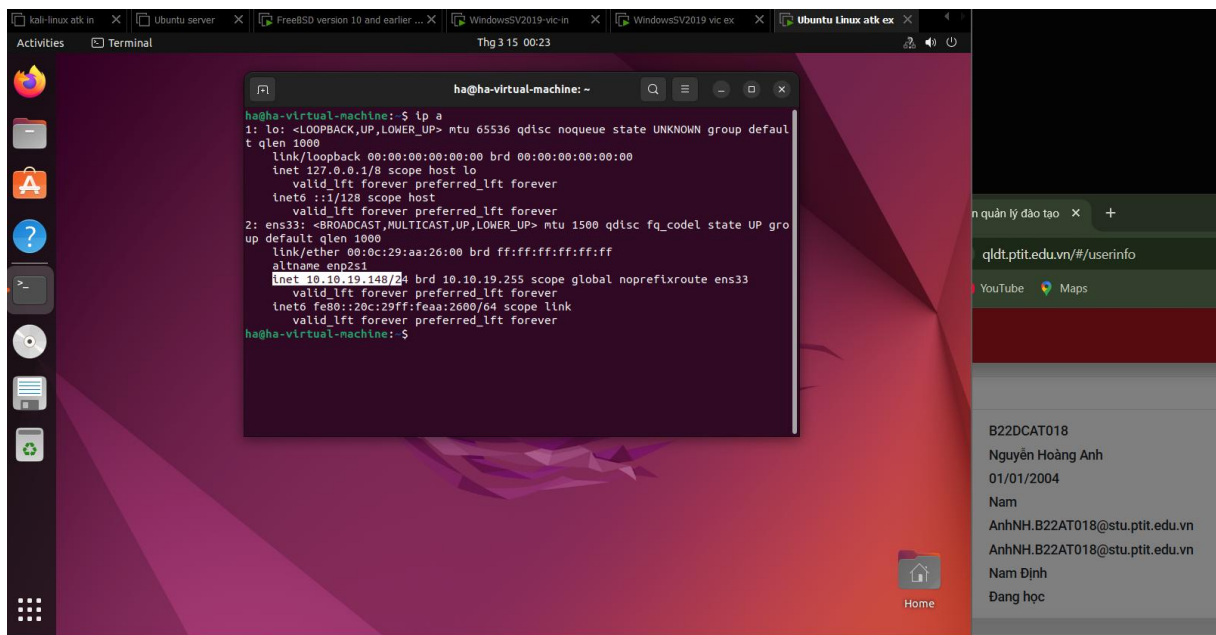 kali-linux atk in
Ubuntu server
FreeBSD version 10 and earlier ...
WindowsSV2019-vic-in
WindowsSV2019 vic ex
Ubuntu Linux atk ex
Activities
Terminal
Thg 3 15 00:23
ha@ha-virtual-machine: ~
ha@ha-virtual-machine:~$ ip a
1: lo: <LOOPBACK,UP,LOWER_UP> mtu 65536 qdisc noqueue state UNKNOWN group defaul
t qlen 1000
link/loopback 00:00:00:00:00:00 brd 00:00:00:00:00:00
inet 127.0.0.1/8 scope host lo
valid_lft forever preferred_lft forever
inet6 ::1/128 scope host
valid_lft forever preferred_lft forever
2: ens33: <BROADCAST,MULTICAST,UP,LOWER_UP> mtu 1500 qdisc fq_codel state UP gro
up default qlen 1000
link/ether 00:0c:29:aa:26:00 brd ff:ff:ff:ff:ff:ff
altname enp2s1
inet 10.10.19.148/24 brd 10.10.19.255 scope global noprefixroute ens33
valid_lft forever preferred_lft forever
inet6 fe80::20c:29ff:feaa:2600/64 scope link
valid_lft forever preferred_lft forever
ha@ha-virtual-machine:~$
Home
n quản lý đào tạo
qldt.ptit.edu.vn/#/userinfo
YouTube
Maps
B22DCAT018
Nguyễn Hoàng Anh
01/01/2004
Nam
AnhNH.B22AT018@stu.ptit.edu.vn
AnhNH.B22AT018@stu.ptit.edu.vn
Nam Định
Đang học